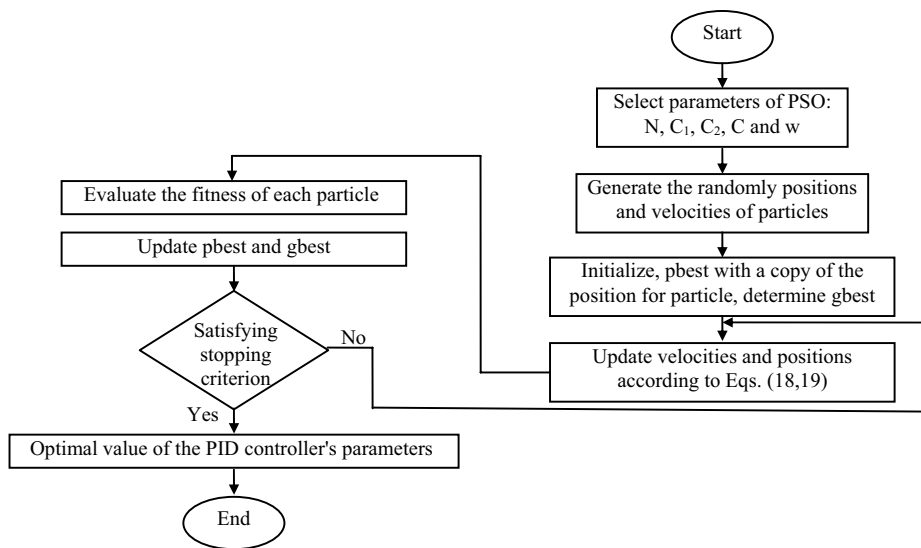 Start
Select parameters of PSO:
N, C₁, C₂, C and w
Generate the randomly positions
and velocities of particles
Initialize, pbest with a copy of the
position for particle, determine gbest
Update velocities and positions
according to Eqs. (18,19)
Evaluate the fitness of each particle
Update pbest and gbest
Satisfying
stopping
criterion
No
Yes
Optimal value of the PID controller's parameters
End